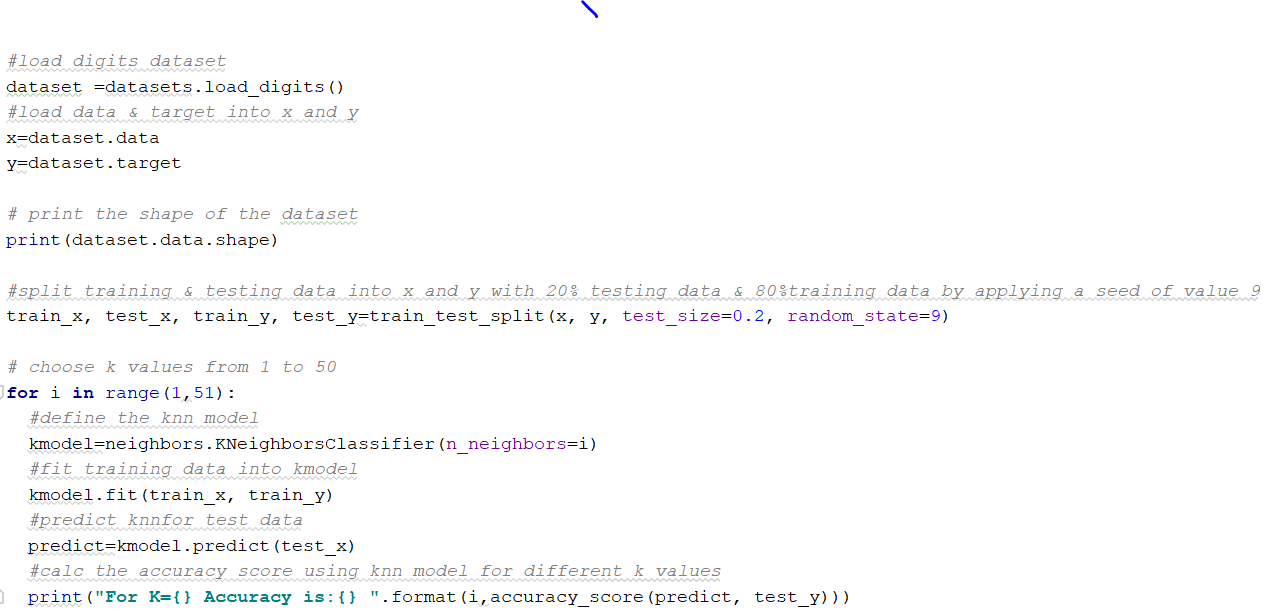 #load digits dataset
dataset =datasets.load_digits()
#load data & target into x and y
x=dataset.data
y=dataset.target
# print the shape of the dataset
print(dataset.data.shape)
#split training & testing data into x and y with 20% testing data & 80%training data by applying a seed of value 9
train_x, test_x, train_y, test_y=train_test_split(x, y, test_size=0.2, random_state=9)
# choose k values from 1 to 50
for i in range(1,51):
#define the knn model
kmodel=neighbors.KNeighborsClassifier(n_neighbors=i)
#fit training data into kmodel
kmodel.fit(train_x, train_y)
#predict knnfor test data
predict=kmodel.predict(test_x)
#calc the accuracy score using knn model for different k values
print("For K={} Accuracy is:{} ".format(i,accuracy_score(predict, test_y)))